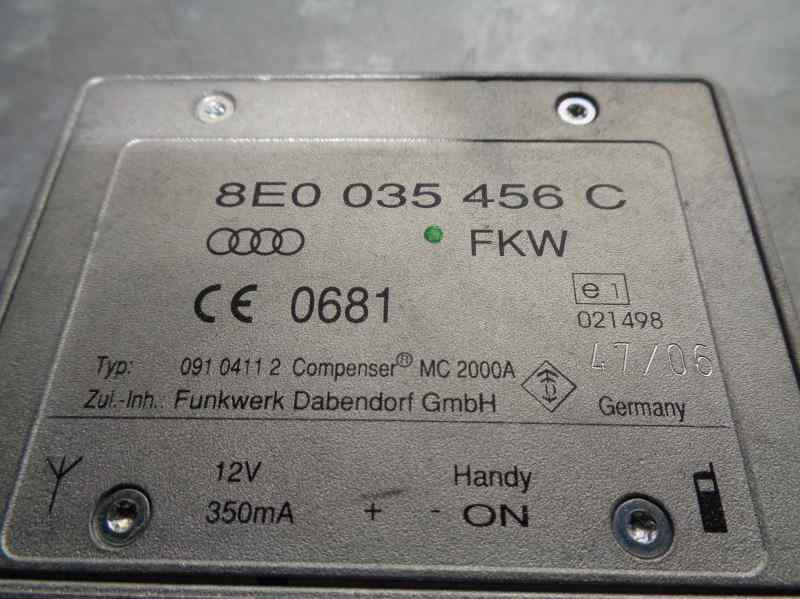 8E0 035 456 C
FKW
CE 0681
e 1
021498
47/06
Typ: 091 0411 2 Compenser® MC 2000A
Zul.-Inh.: Funkwerk Dabendorf GmbH
Germany
12V
350mA + -
Handy
ON